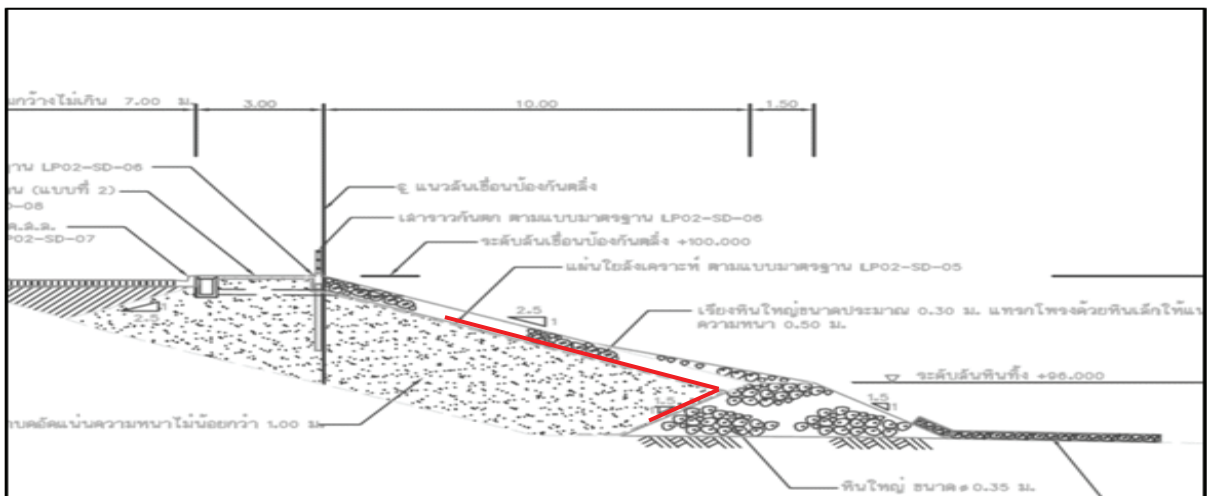 กว้างไม่เกิน 7.00 ม.
3.00
10.00
1.50
ฐาน LP02-SD-06
(แบบที่ 2)
ค.ส.ล.
LP02-SD-07
แนวสันเขื่อนป้องกันตลิ่ง
เสาราวกันตก ตามแบบมาตรฐาน LP02-SD-06
ระดับสันเขื่อนป้องกันตลิ่ง +100.000
แผ่นใยสังเคราะห์ ตามแบบมาตรฐาน LP02-SD-05
2.5
1
2.5
1
เรียงหินใหญ่ขนาดประมาณ 0.30 ม. แทรกโพรงด้วยหินเล็กให้แน
ความหนา 0.50 ม.
ระดับสันหินทิ้ง +96.000
1.5
1
1.5
1
บดอัดแน่นความหนาไม่น้อยกว่า 1.00 ม.
หินใหญ่ ขนาด ø 0.35 ม.